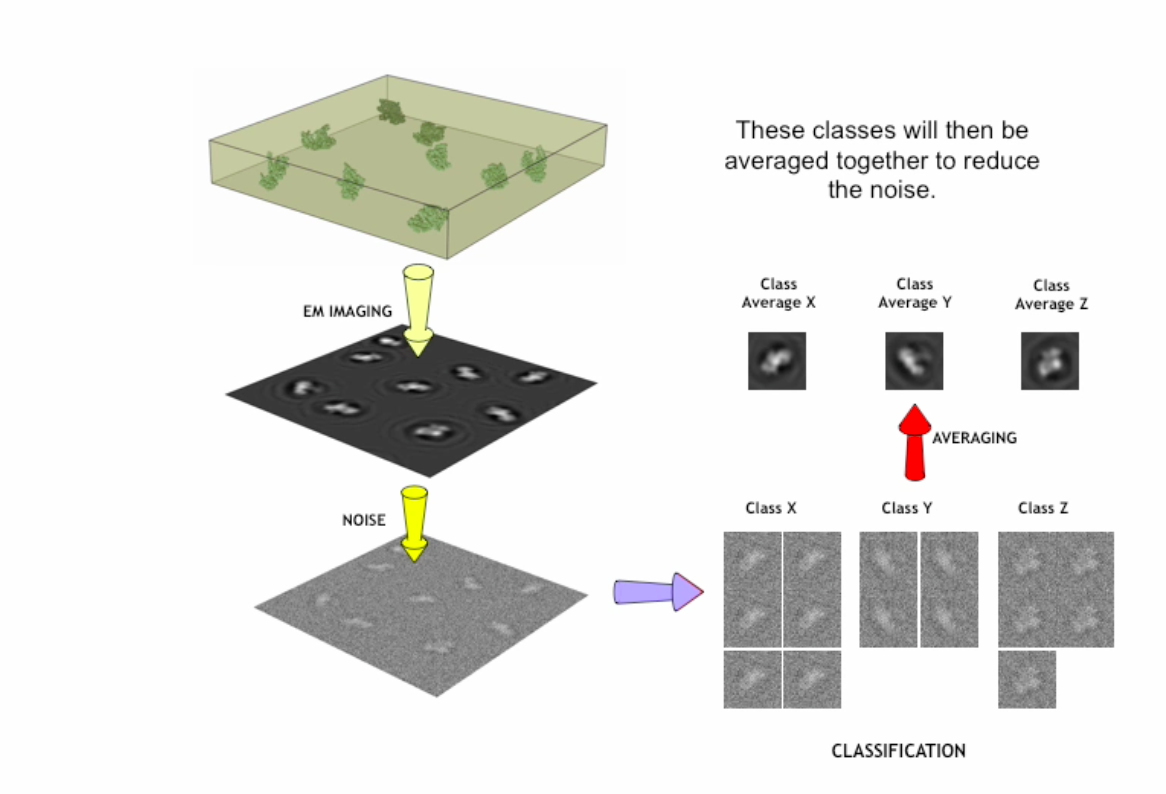 These classes will then be
averaged together to reduce
the noise.
EM IMAGING
NOISE
Class
Average X
Class
Average Y
Class
Average Z
AVERAGING
Class X
Class Y
Class Z
CLASSIFICATION